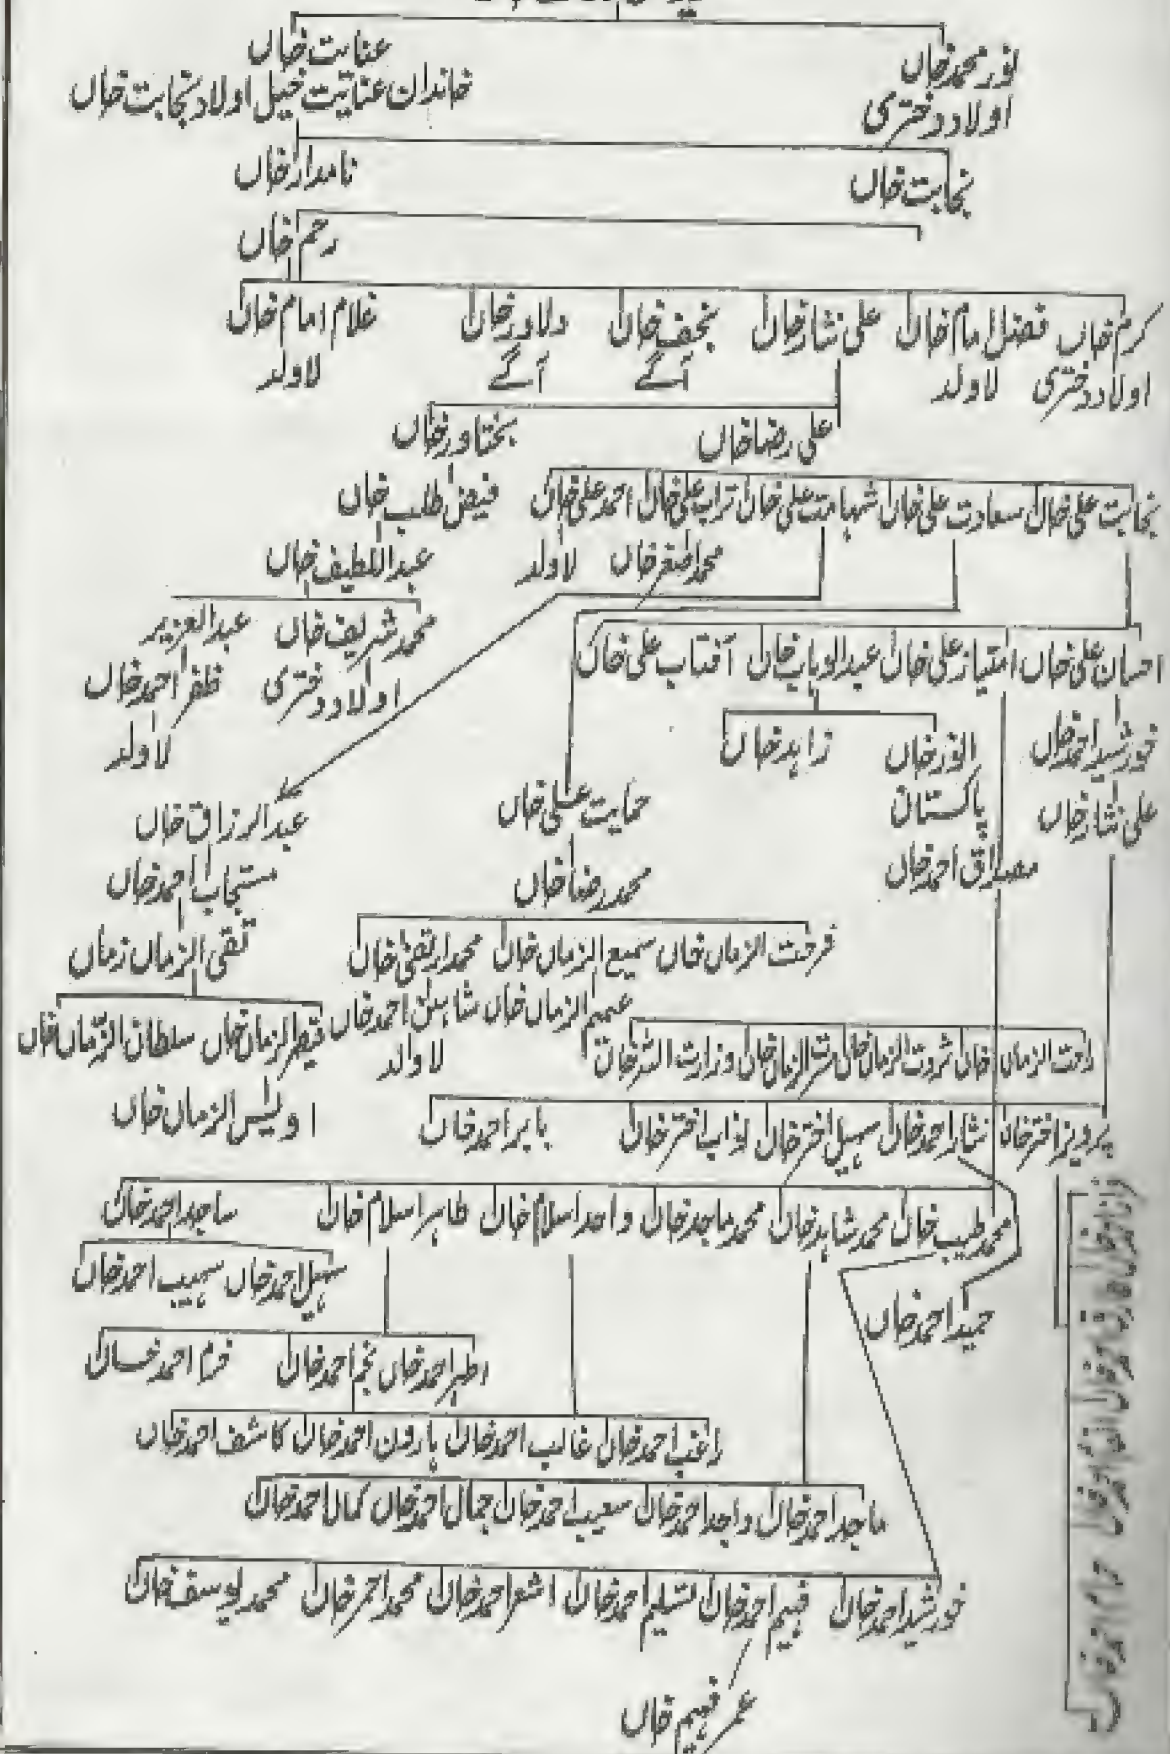 نور محمد خاں عنایت خاں
اولاد دختری خاندان عنایت خیل اولاد نجابت خاں
نجابت خاں نامدار خاں
رحم خاں
کرم خاں فضل امام خاں علی نثار خاں نجف خاں دلاور خاں غلام امام خاں
اولاد دختری لاولد آگے آگے لاولد
علی رضا خاں بختاور خاں
نجابت علی خاں سعادت علی خاں شہامت علی خاں تراب علی خاں احمد علی خاں فیض طلب خاں
محمد اصغر خاں لاولد عبداللطیف خاں
محمد شریف خاں عبدالعزیز
احسان علی خاں امتیاز علی خاں عبدالوہاب خاں آفتاب علی خاں اولاد دختری ظفر احمد خاں
لاولد
خورشید احمد خاں انور خاں زاہد خاں
علی نثار خاں پاکستان حمایت علی خاں عبدالرزاق خاں
مصداق احمد خاں محمد رضا خاں مستجاب احمد خاں
فرحت الزماں خاں سمیع الزماں خاں محمد ارتضیٰ خاں تقی الزماں زماں
عمیم الزماں خاں شاہین احمد خاں قیصر الزماں خاں سلطان الزماں خاں
راحت الزماں خاں ثروت الزماں خاں الزماں خاں وزارت خاں لاولد
اویس الزماں خاں
پرویز اختر خاں نثار احمد خاں سہیل اختر خاں نواب اختر خاں بابر احمد خاں
محمد طیب خاں محمد شاہد خاں محمد ماجد خاں واحد اسلام خاں طاہر اسلام خاں ساجد احمد خاں
سہیل احمد خاں سہیب احمد خاں
حمید احمد خاں
اطہر احمد خاں نجم احمد خاں خرم احمد خاں
راغب احمد خاں غالب احمد خاں ہارون احمد خاں کاشف احمد خاں
ماجد احمد خاں واجد احمد خاں احمد خاں جمال احمد خاں کمال احمد خاں
خورشید احمد خاں فہیم احمد خاں تسلیم احمد خاں اشعر احمد خاں محمد احمر خاں محمد یوسف خاں
عمر فہیم خاں